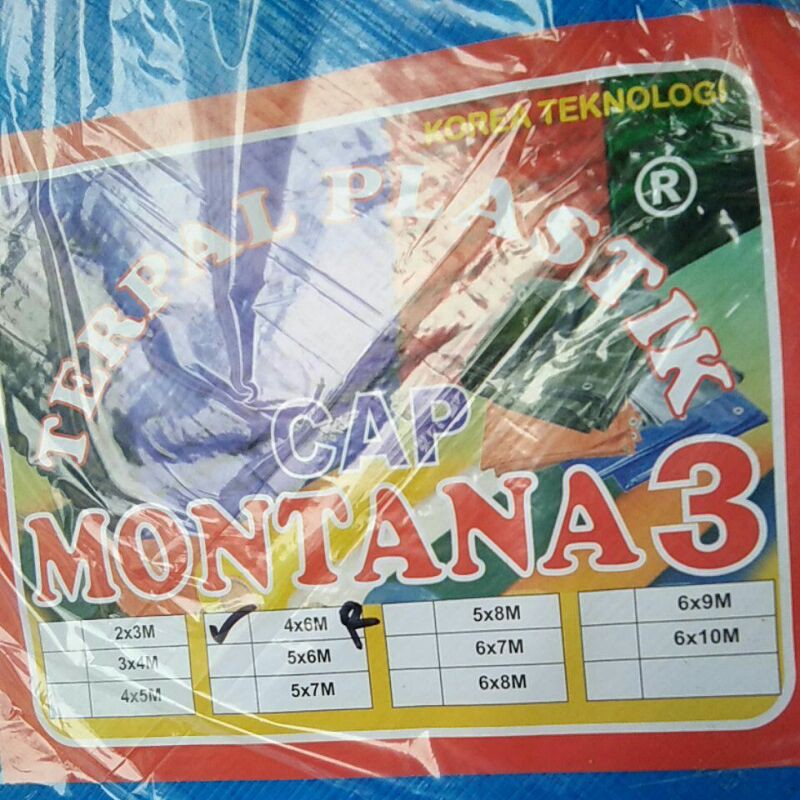 KOREA TEKNOLOGI
®
TERPAL PLASTIK
CAP
MONTANA 3
2x3M
3x4M
4x5M
✓ 4x6M
5x6M
5x7M
5x8M
6x7M
6x8M
6x9M
6x10M